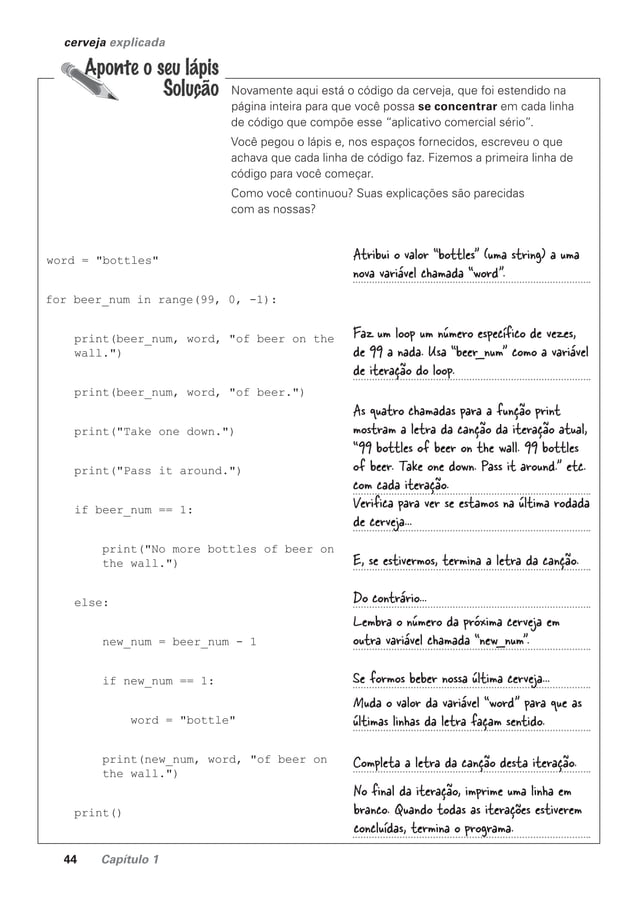 cerveja explicada
Aponte o seu lápis
Solução
Novamente aqui está o código da cerveja, que foi estendido na
página inteira para que você possa se concentrar em cada linha
de código que compõe esse “aplicativo comercial sério”.
Você pegou o lápis e, nos espaços fornecidos, escreveu o que
achava que cada linha de código faz. Fizemos a primeira linha de
código para você começar.
Como você continuou? Suas explicações são parecidas
com as nossas?
word = "bottles"
Atribui o valor “bottles” (uma string) a uma
nova variável chamada “word”.
for beer_num in range(99, 0, -1):
Faz um loop um número específico de vezes,
de 99 a nada. Usa “beer_num” como a variável
de iteração do loop.
print(beer_num, word, "of beer on the
wall.")
print(beer_num, word, "of beer.")
print("Take one down.")
print("Pass it around.")
As quatro chamadas para a função print
mostram a letra da canção da iteração atual,
“99 bottles of beer on the wall. 99 bottles
of beer. Take one down. Pass it around.” etc.
com cada iteração.
if beer_num == 1:
Verifica para ver se estamos na última rodada
de cerveja...
print("No more bottles of beer on
the wall.")
E, se estivermos, termina a letra da canção.
else:
Do contrário...
new_num = beer_num - 1
Lembra o número da próxima cerveja em
outra variável chamada “new_num”.
if new_num == 1:
Se formos beber nossa última cerveja...
word = "bottle"
Muda o valor da variável “word” para que as
últimas linhas da letra façam sentido.
print(new_num, word, "of beer on
the wall.")
Completa a letra da canção desta iteração.
print()
No final da iteração, imprime uma linha em
branco. Quando todas as iterações estiverem
concluídas, termina o programa.
44 Capítulo 1